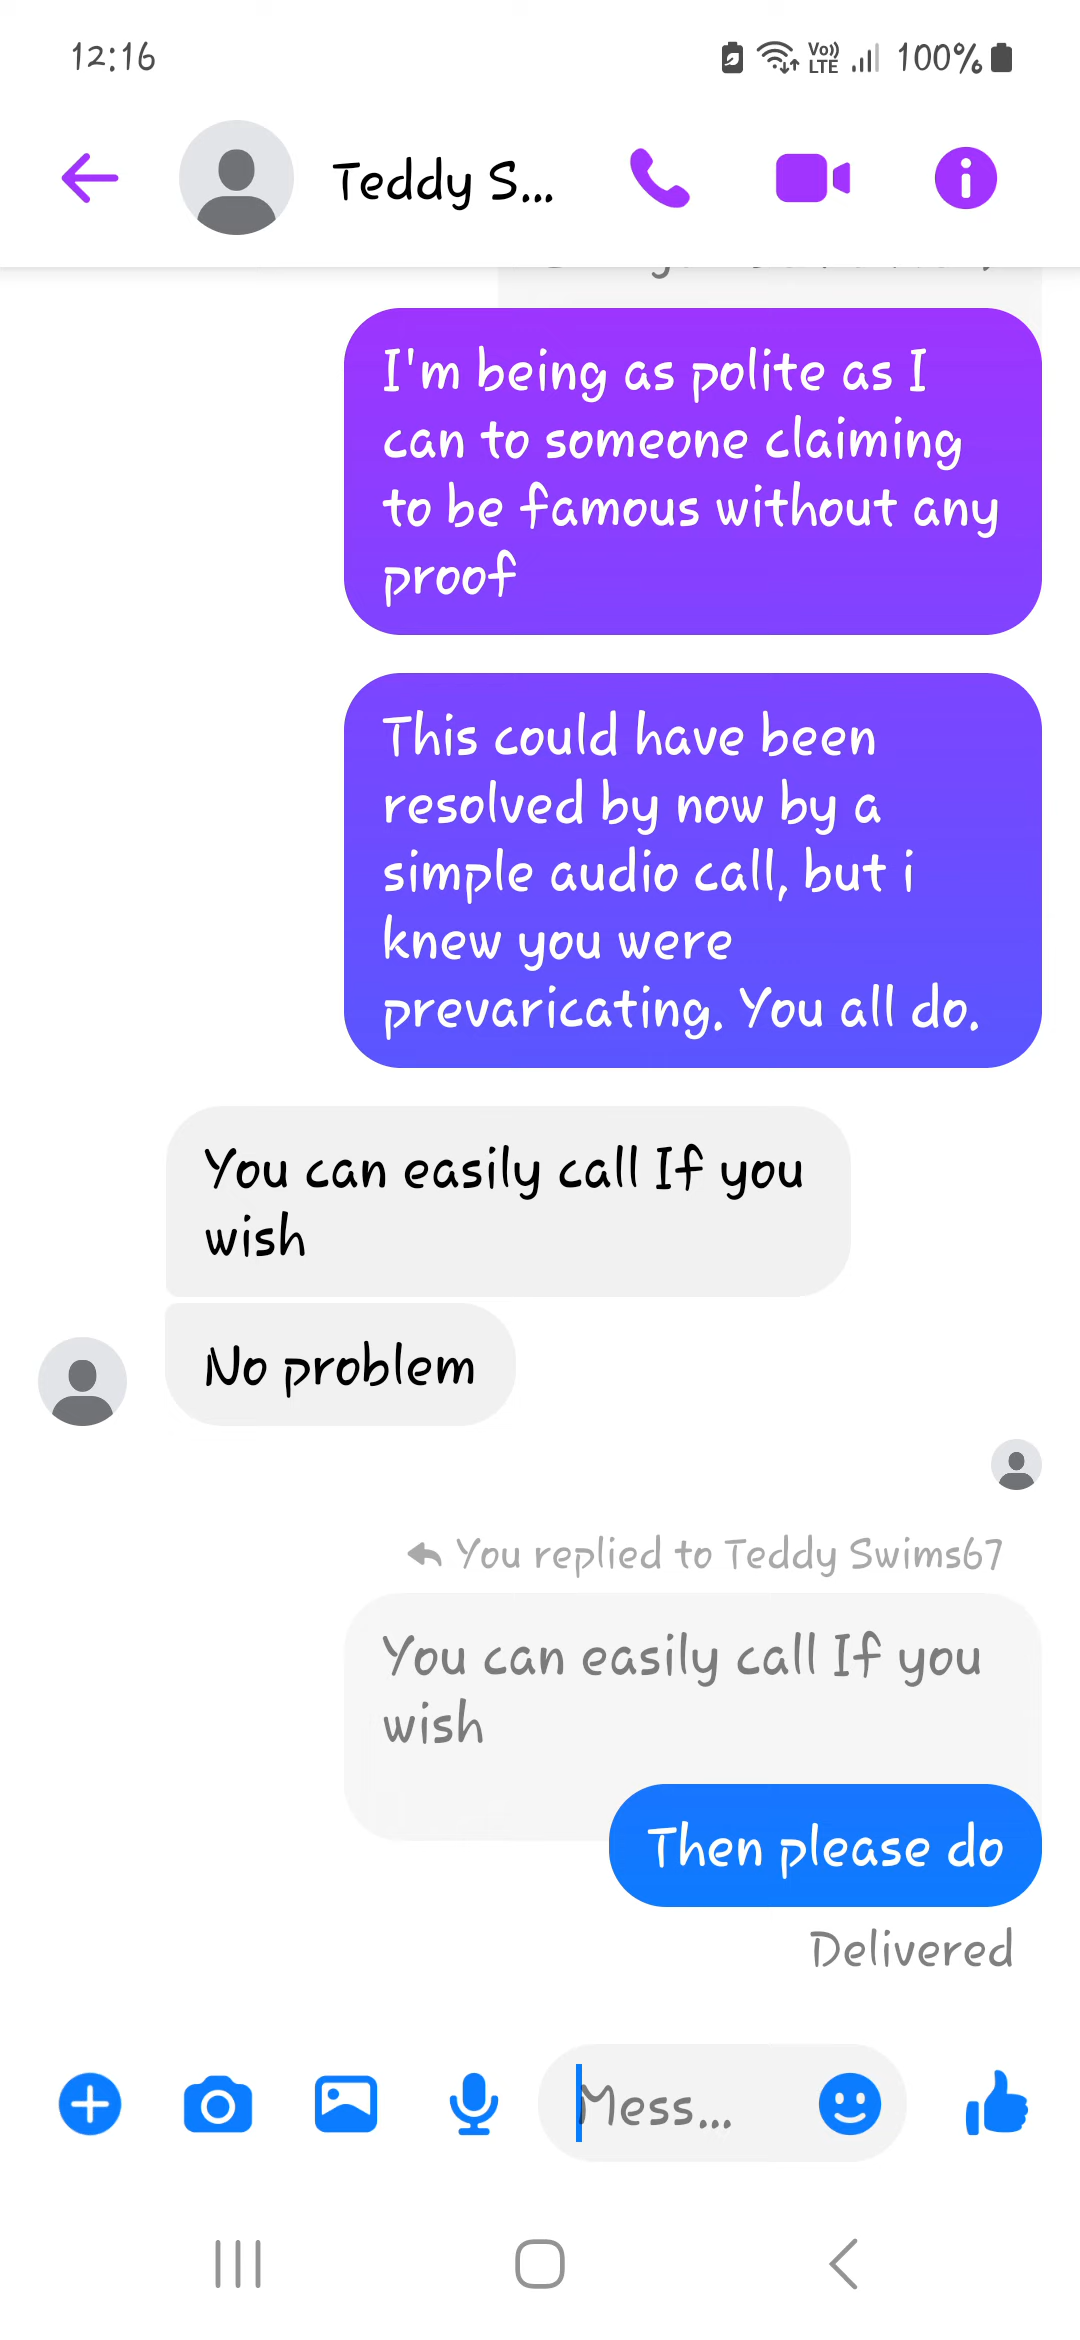 12:16
Vo)) LTE 100%
Teddy S...
I'm being as polite as I
can to someone claiming
to be famous without any
proof
This could have been
resolved by now by a
simple audio call, but i
knew you were
prevaricating. You all do.
You can easily call If you
wish
No problem
You replied to Teddy Swims67
You can easily call If you
wish
Then please do
Delivered
Mess...